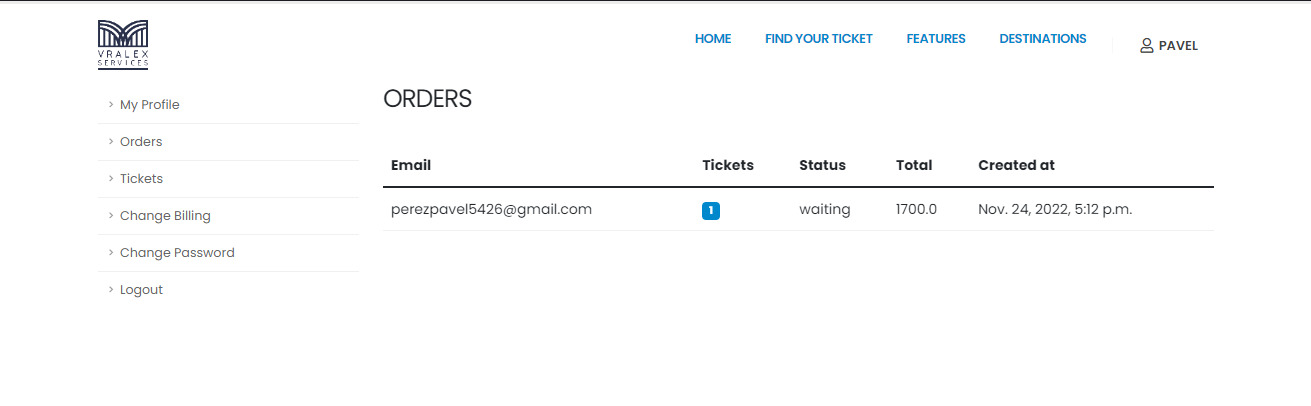 VRALEX
SERVICES
HOME FIND YOUR TICKET FEATURES DESTINATIONS PAVEL
My Profile
Orders
Tickets
Change Billing
Change Password
Logout
ORDERS
Email Tickets Status Total Created at
perezpavel5426@gmail.com 1 waiting 1700.0 Nov. 24, 2022, 5:12 p.m.